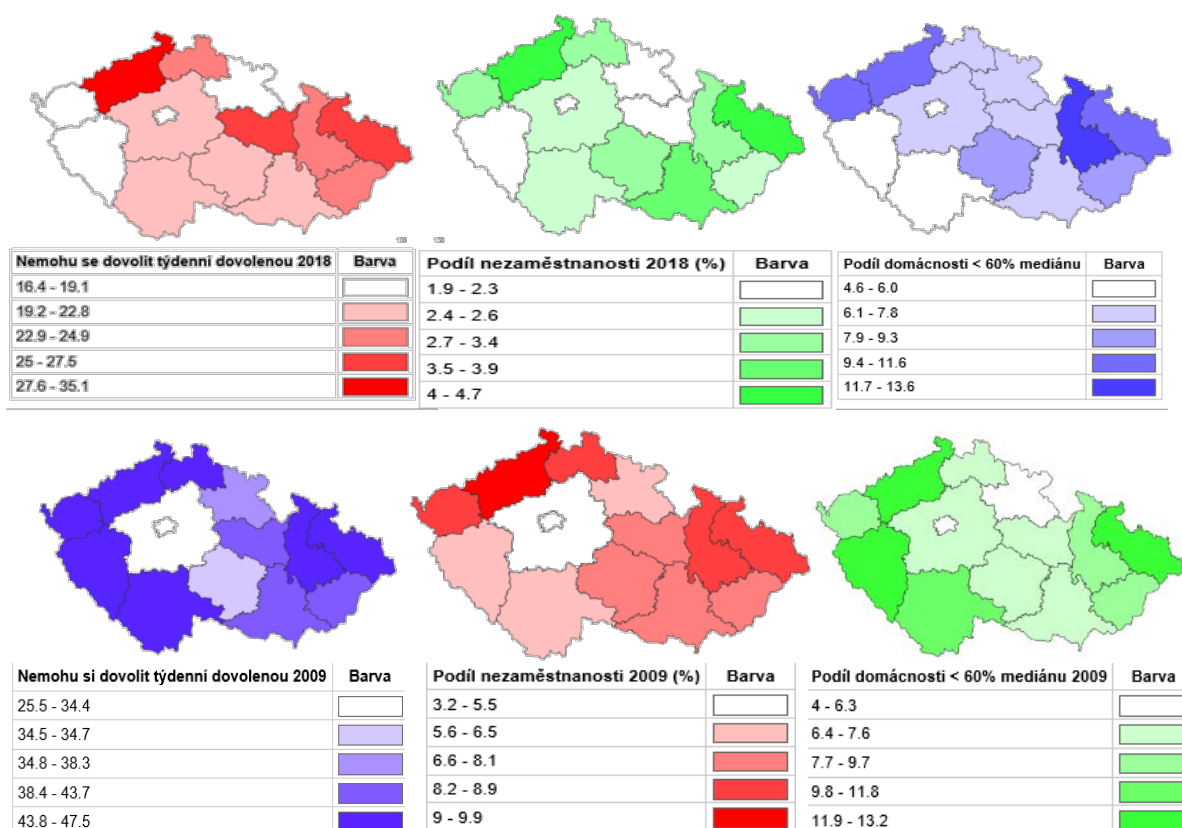 Nemohu se dovolit týdenní dovolenou 2018 Barva
16.4 - 19.1
19.2 - 22.8
22.9 - 24.9
25 - 27.5
27.6 - 35.1
Podíl nezaměstnanosti 2018 (%) Barva
1.9 - 2.3
2.4 - 2.6
2.7 - 3.4
3.5 - 3.9
4 - 4.7
Podíl domácnosti < 60% mediánu Barva
4.6 - 6.0
6.1 - 7.8
7.9 - 9.3
9.4 - 11.6
11.7 - 13.6
Nemohu si dovolit týdenní dovolenou 2009 Barva
25.5 - 34.4
34.5 - 34.7
34.8 - 38.3
38.4 - 43.7
43.8 - 47.5
Podíl nezaměstnanosti 2009 (%) Barva
3.2 - 5.5
5.6 - 6.5
6.6 - 8.1
8.2 - 8.9
9 - 9.9
Podíl domácnosti < 60% mediánu 2009 Barva
4 - 6.3
6.4 - 7.6
7.7 - 9.7
9.8 - 11.8
11.9 - 13.2